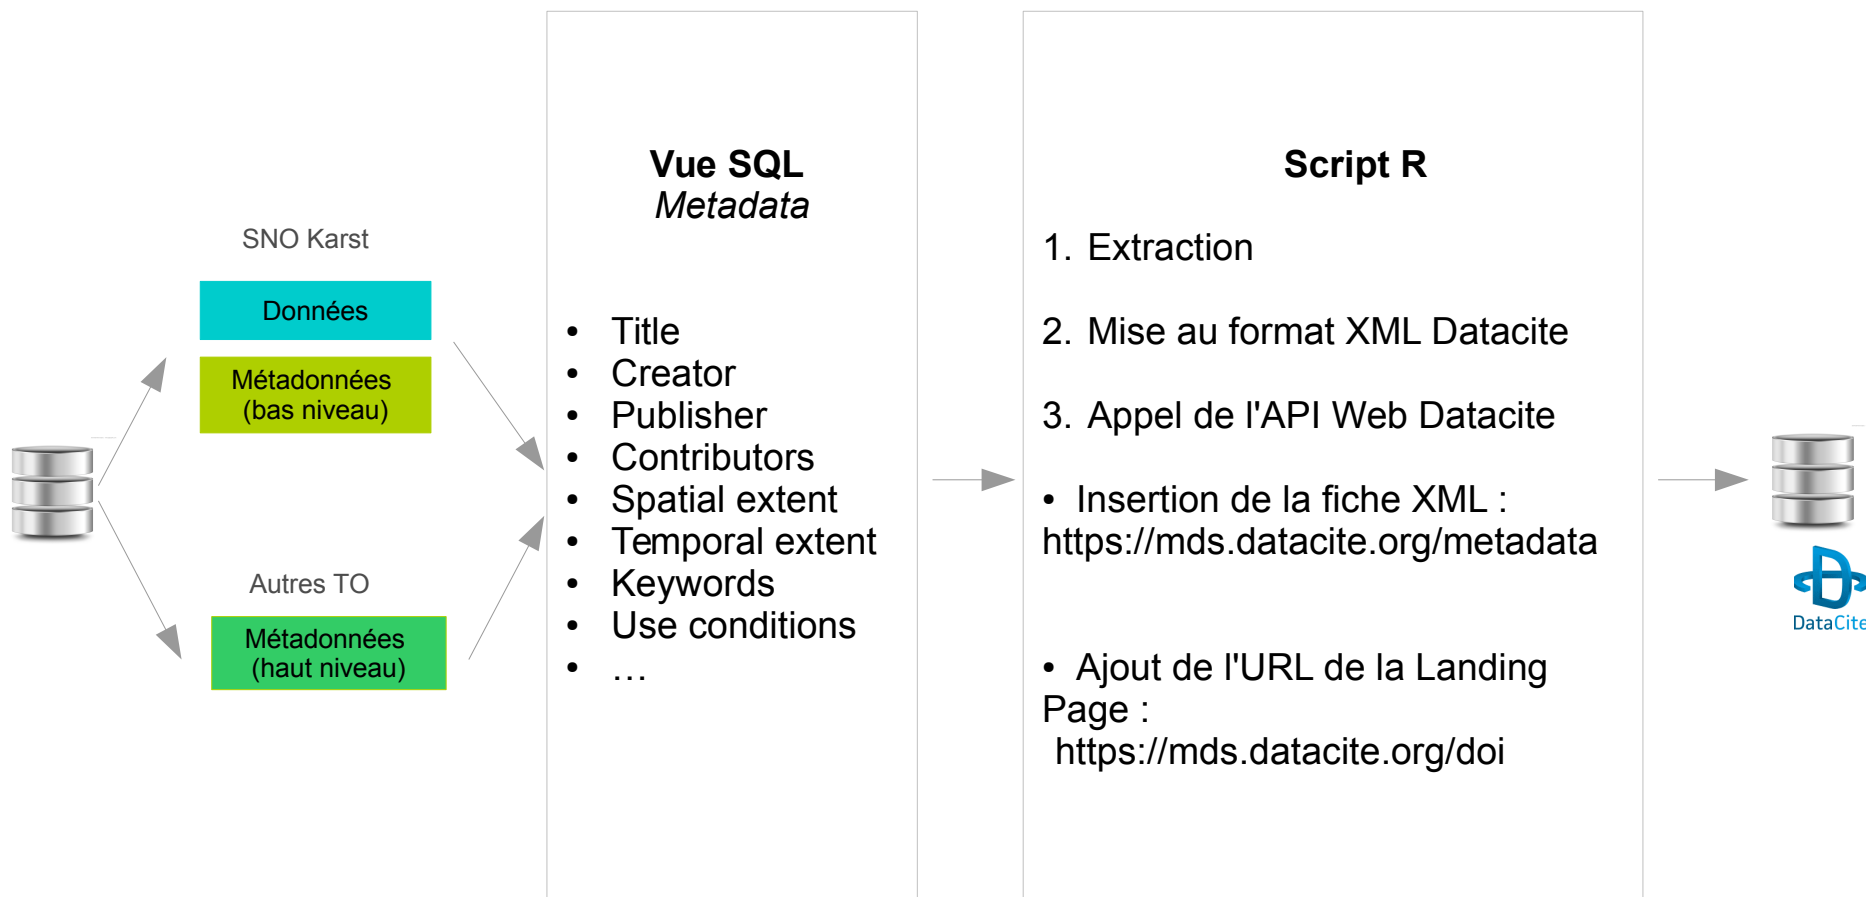 SNO Karst
Données
Métadonnées
(bas niveau)
Autres TO
Métadonnées
(haut niveau)
Vue SQL
Metadata
• Title
• Creator
• Publisher
• Contributors
• Spatial extent
• Temporal extent
• Keywords
• Use conditions
• …
Script R
1. Extraction
2. Mise au format XML Datacite
3. Appel de l'API Web Datacite
• Insertion de la fiche XML :
https://mds.datacite.org/metadata
• Ajout de l'URL de la Landing
Page :
https://mds.datacite.org/doi
DataCite